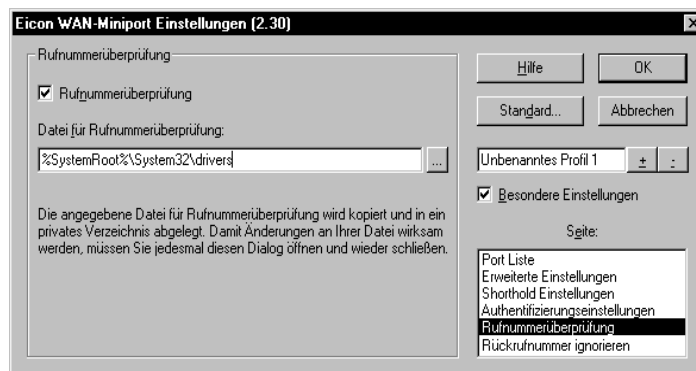 Eicon WAN-Miniport Einstellungen (2.30)
Rufnummerüberprüfung
Rufnummerüberprüfung
Datei für Rufnummerüberprüfung:
%SystemRoot%\System32\drivers
...
Die angegebene Datei für Rufnummerüberprüfung wird kopiert und in ein
privates Verzeichnis abgelegt. Damit Änderungen an Ihrer Datei wirksam
werden, müssen Sie jedesmal diesen Dialog öffnen und wieder schließen.
Hilfe
OK
Standard...
Abbrechen
Unbenanntes Profil 1
+
-
Besondere Einstellungen
Seite:
Port Liste
Erweiterte Einstellungen
Shorthold Einstellungen
Authentifizierungseinstellungen
Rufnummerüberprüfung
Rückrufnummer ignorieren